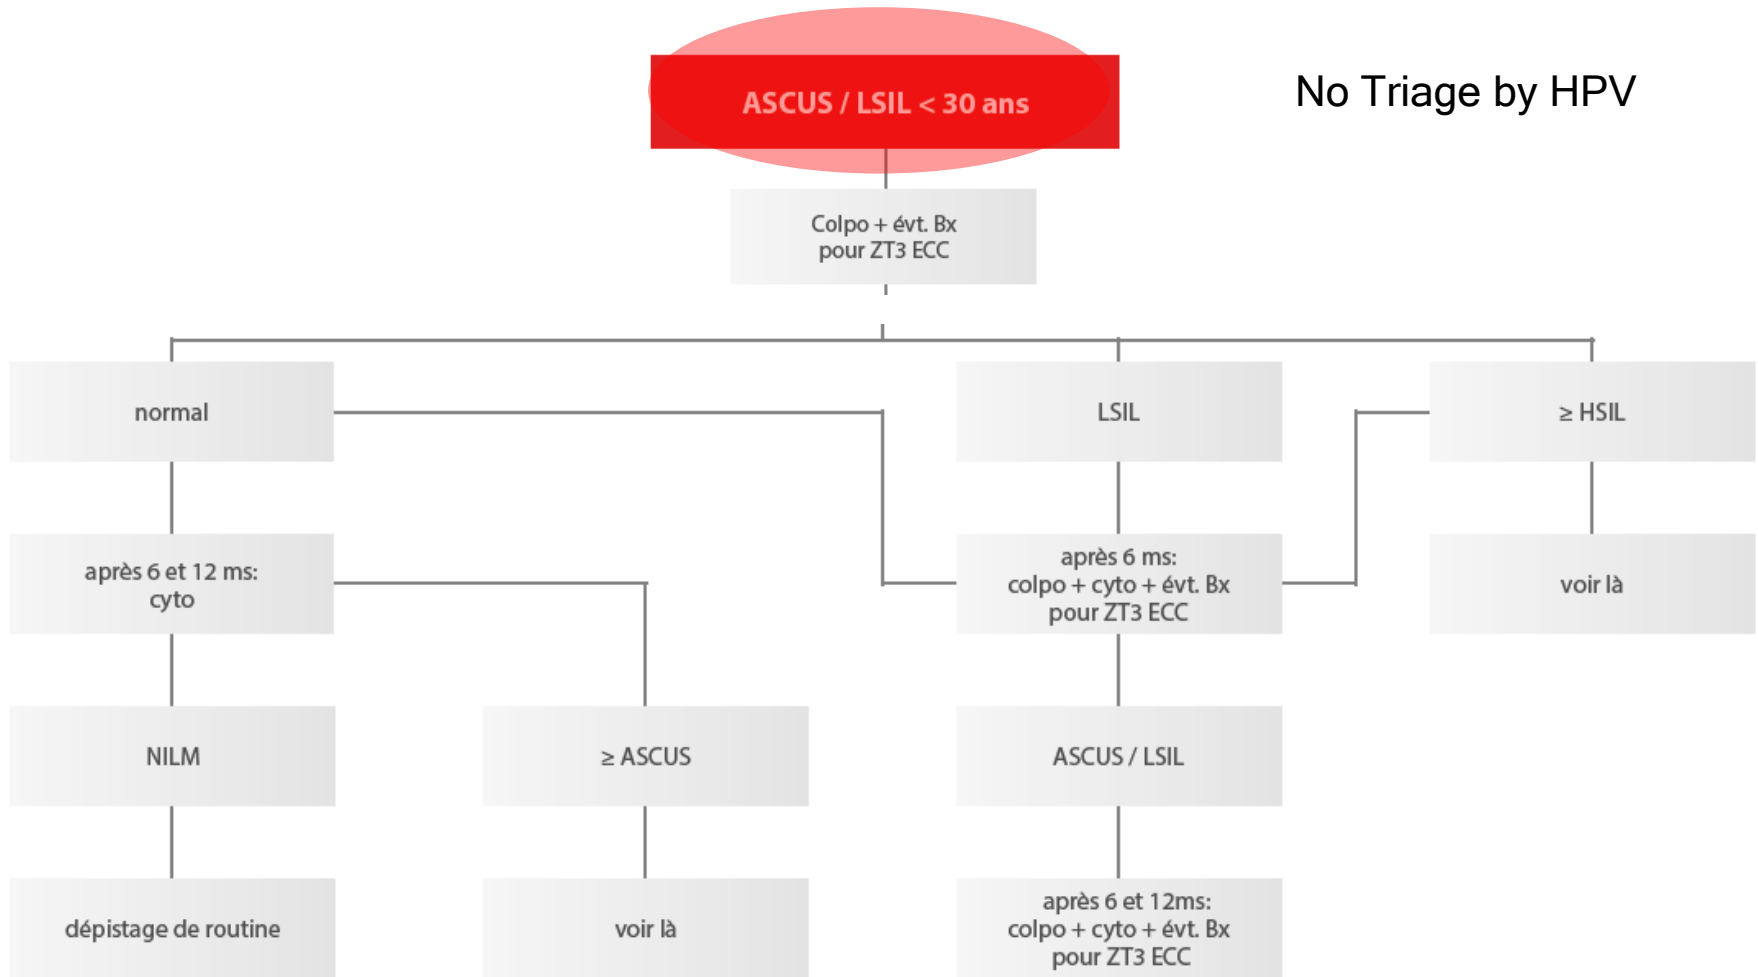 ASCUS / LSIL < 30 ans
No Triage by HPV
Colpo + évt. Bx
pour ZT3 ECC
normal
LSIL
≥ HSIL
après 6 et 12 ms:
cyto
après 6 ms:
colpo + cyto + évt. Bx
pour ZT3 ECC
voir là
NILM
≥ ASCUS
ASCUS / LSIL
dépistage de routine
voir là
après 6 et 12ms:
colpo + cyto + évt. Bx
pour ZT3 ECC